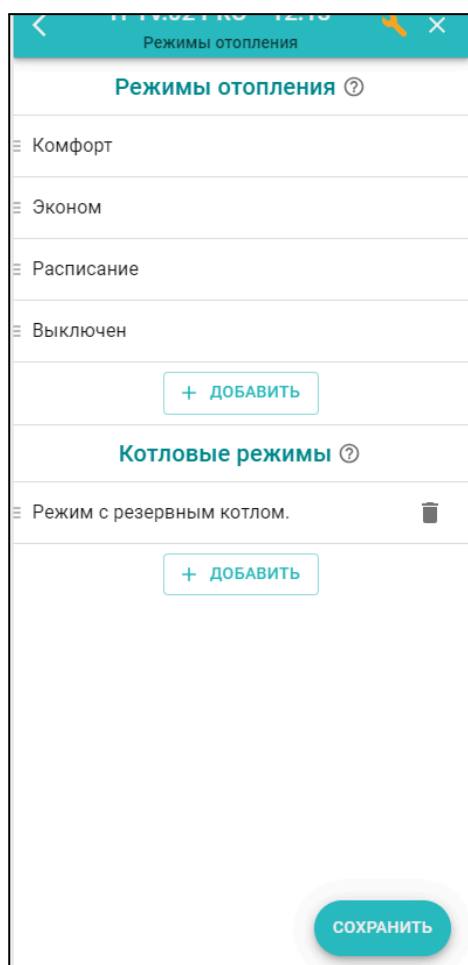 Режимы отопления
Режимы отопления
Комфорт
Эконом
Расписание
Выключен
+ ДОБАВИТЬ
Котловые режимы
Режим с резервным котлом.
+ ДОБАВИТЬ
СОХРАНИТЬ